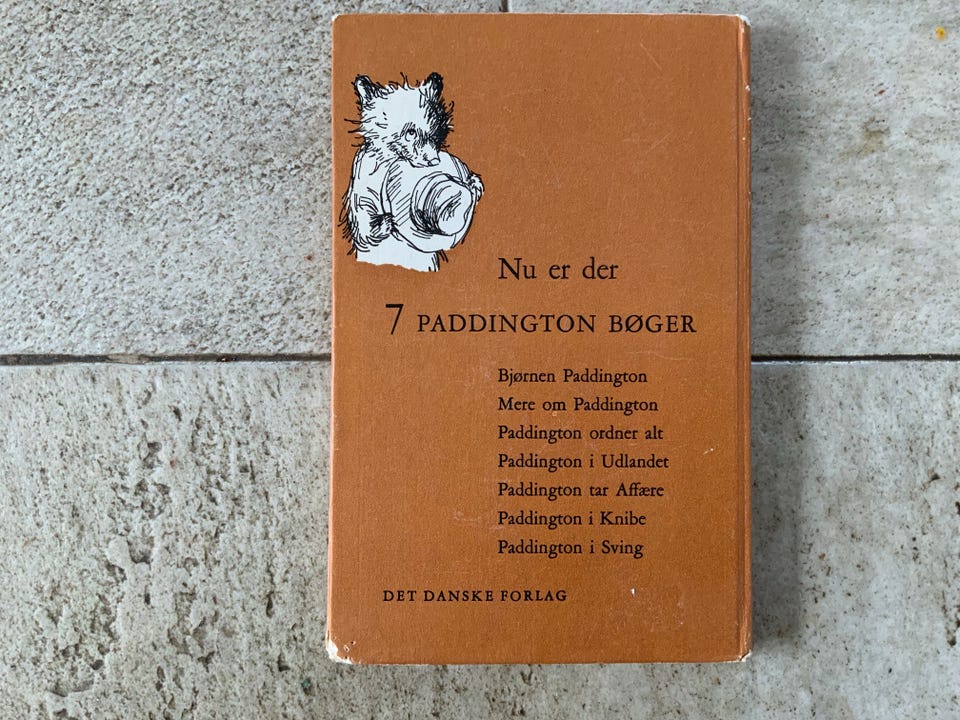 Nu er der
7 PADDINGTON BØGER
Bjørnen Paddington
Mere om Paddington
Paddington ordner alt
Paddington i Udlandet
Paddington tar Affære
Paddington i Knibe
Paddington i Sving
DET DANSKE FORLAG